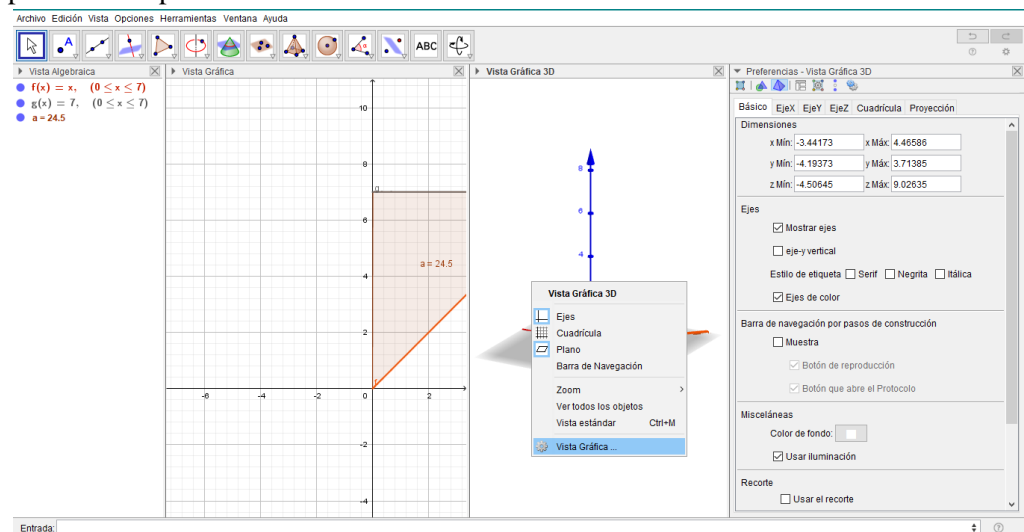 Archivo Edición Vista Opciones Herramientas Ventana Ayuda
ABC
Vista Algebraica
Vista Gráfica
Vista Gráfica 3D
Preferencias - Vista Gráfica 3D
f(x) = x, (0 ≤ x ≤ 7)
g(x) = 7, (0 ≤ x ≤ 7)
a = 24.5
10
8
g
6
a = 24.5
4
2
f
-6 -4 -2 0 2
-2
-4
8
6
4
Vista Gráfica 3D
Ejes
Cuadrícula
Plano
Barra de Navegación
Zoom
Ver todos los objetos
Vista estándar Ctrl+M
Vista Gráfica ...
Básico EjeX EjeY EjeZ Cuadrícula Proyección
Dimensiones
x Mín: -3.44173 x Máx: 4.46586
y Mín: -4.19373 y Máx: 3.71385
z Mín: -4.50645 z Máx: 9.02635
Ejes
Mostrar ejes
eje-y vertical
Estilo de etiqueta Serif Negrita Itálica
Ejes de color
Barra de navegación por pasos de construcción
Muestra
Botón de reproducción
Botón que abre el Protocolo
Misceláneas
Color de fondo:
Usar iluminación
Recorte
Usar el recorte
Entrada: